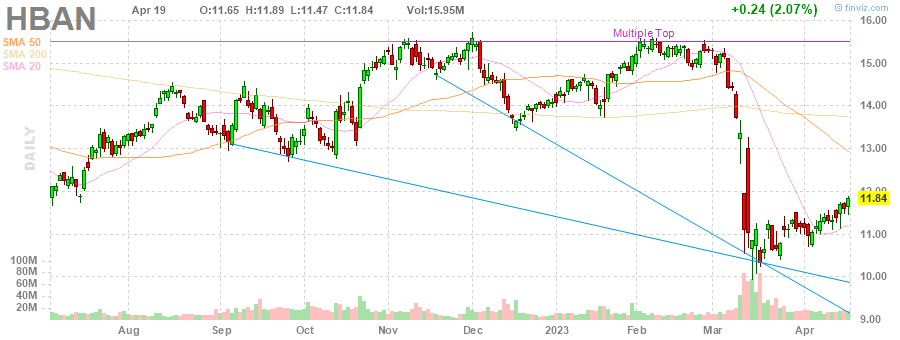 HBAN Apr 19 O:11.65 H:11.89 L:11.47 C:11.84 Vol:15.95M +0.24 (2.07%) © finviz.com
16.00
Multiple Top
SMA 50
SMA 200
SMA 20
15.00
14.00
DAILY
13.00
12.00
11.84
11.00
100M
10.00
80M
60M
40M
20M
9.00
Aug Sep Oct Nov Dec 2023 Feb Mar Apr